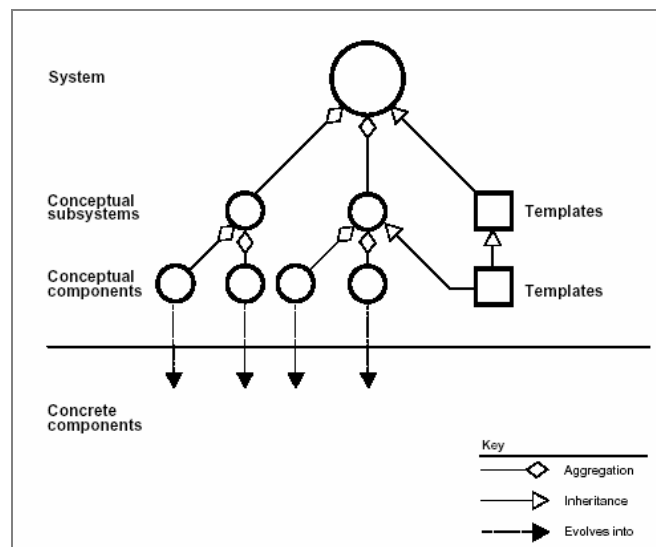 System
Conceptual
subsystems
Templates
Conceptual
components
Templates
Concrete
components
Key
Aggregation
Inheritance
Evolves into